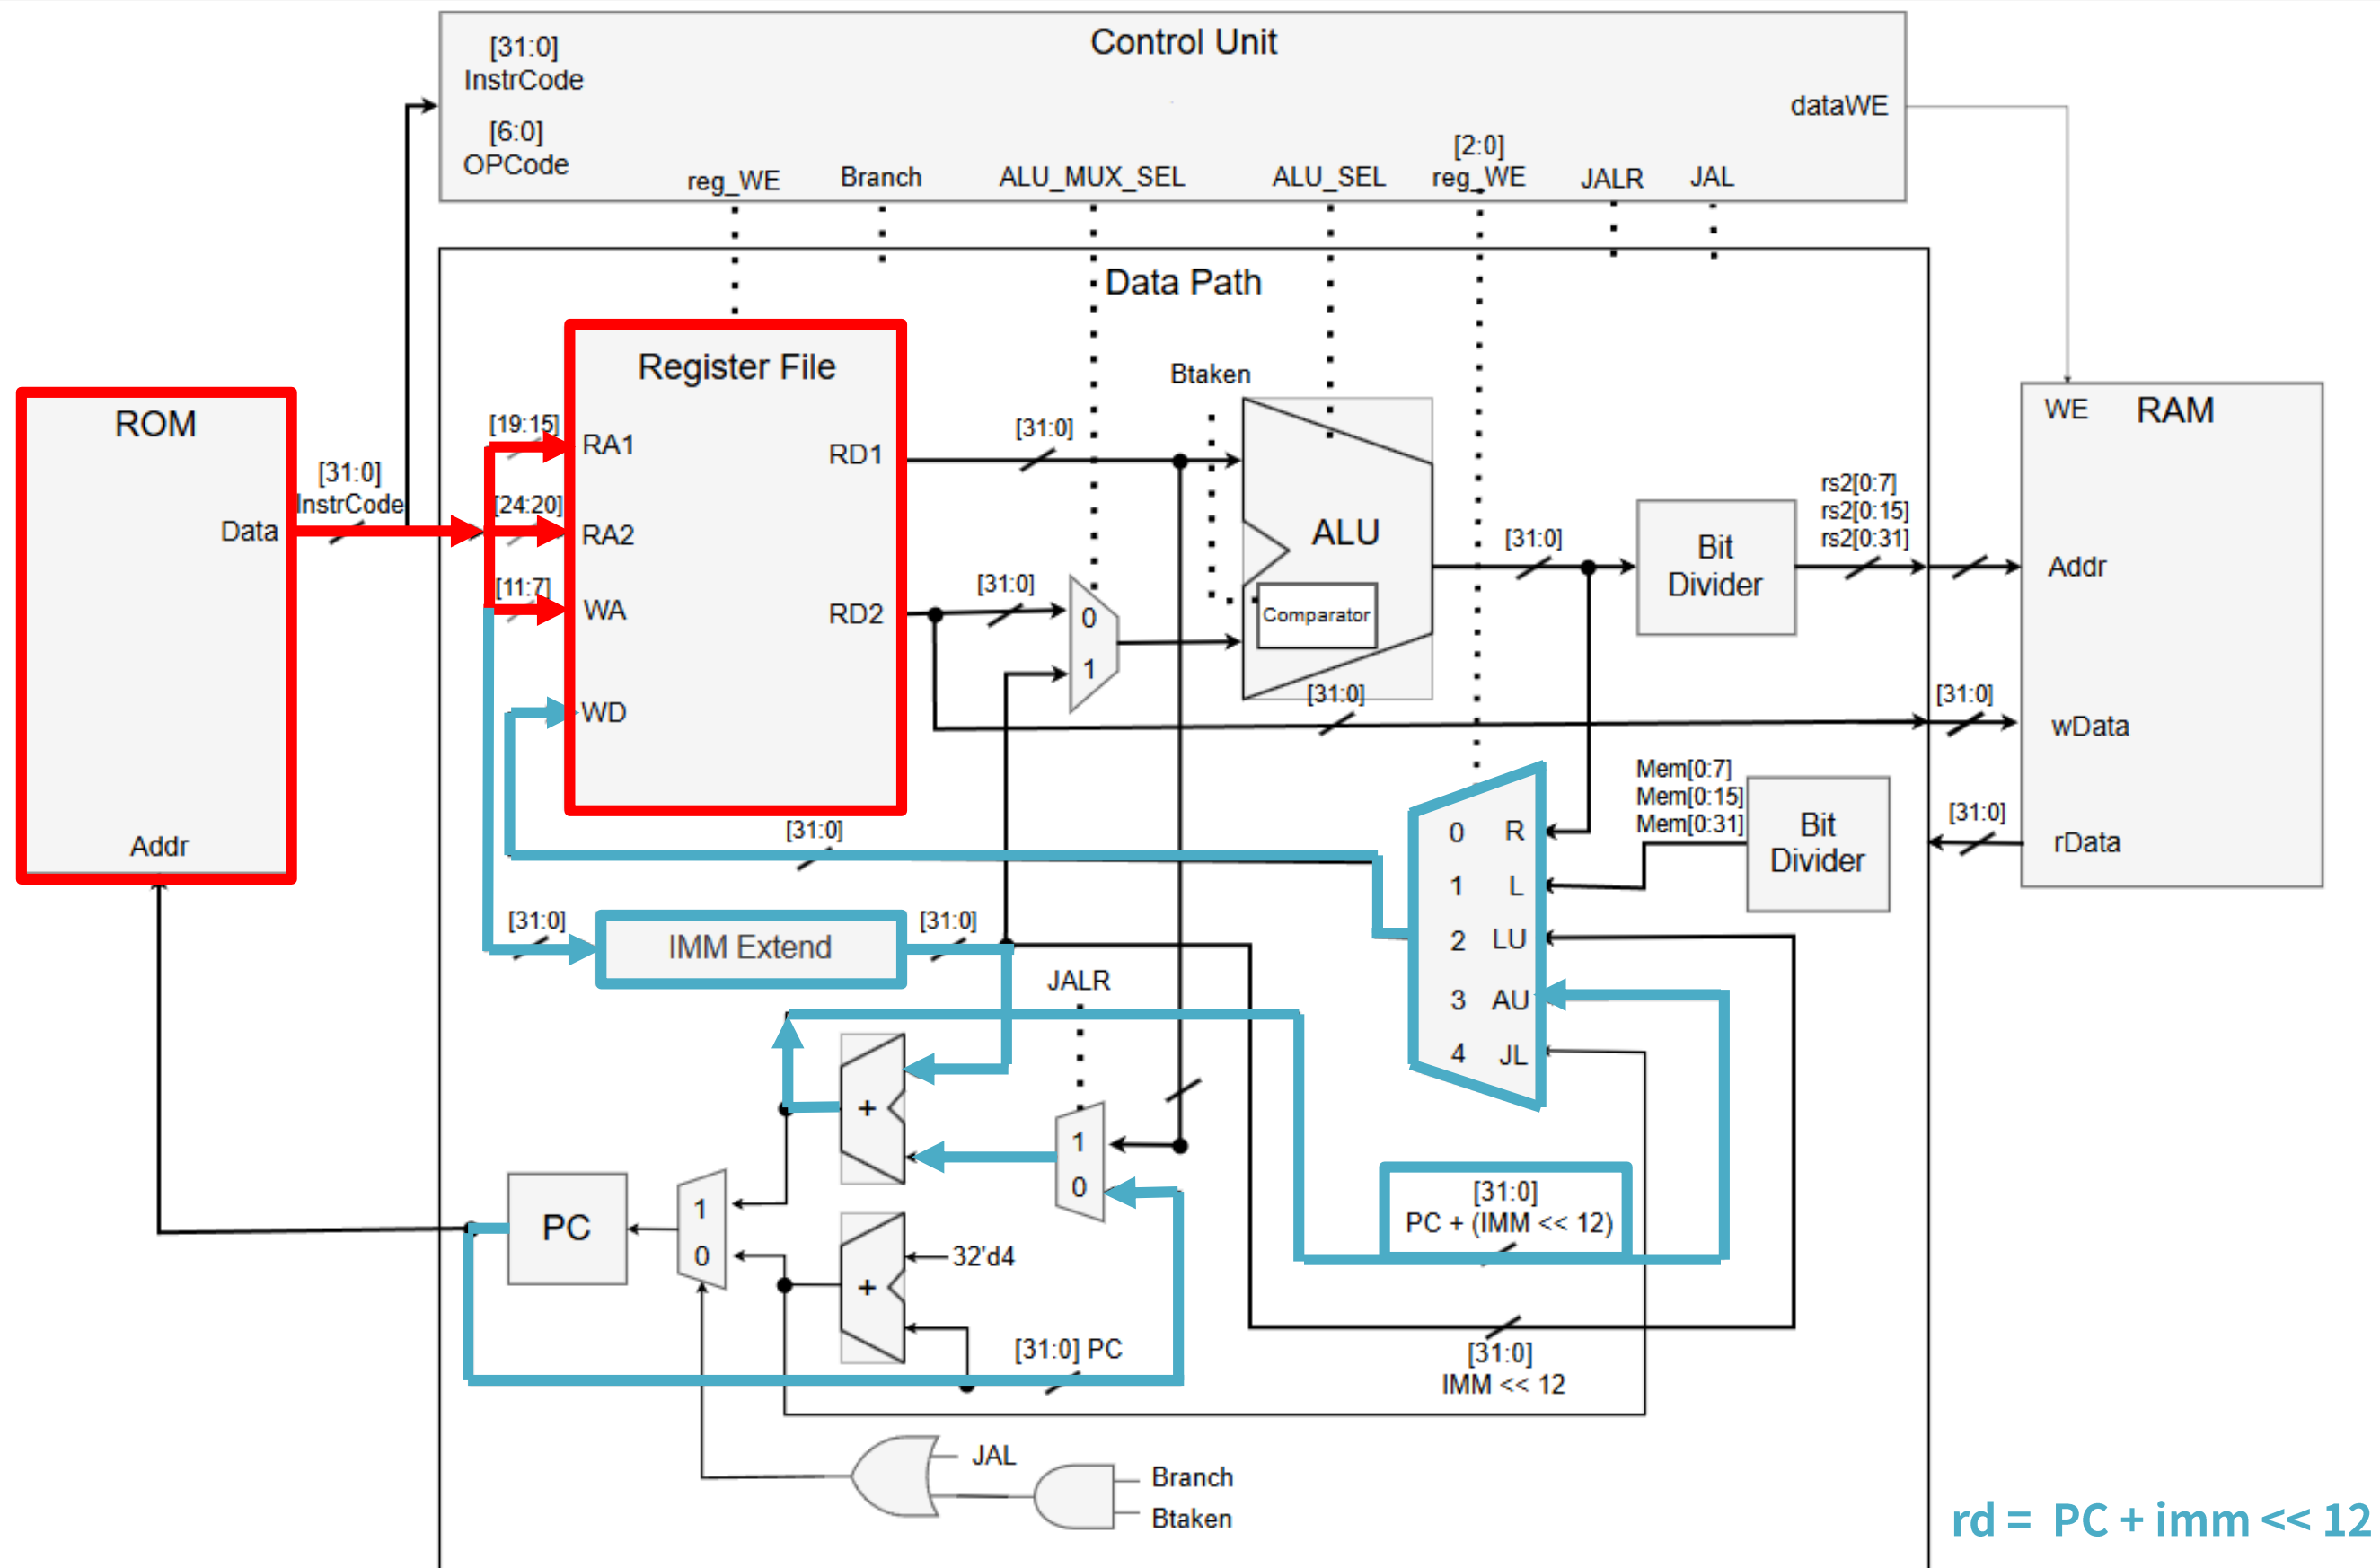 Control Unit
[31:0]
InstrCode
[6:0]
OPCode
dataWE
reg_WE
Branch
ALU_MUX_SEL
ALU_SEL
[2:0]
reg_WE
JALR
JAL
Data Path
ROM
Data
Addr
[31:0]
InstrCode
Register File
[19:15]
RA1
RD1
[24:20]
RA2
[11:7]
WA
RD2
WD
[31:0]
[31:0]
0
1
Btaken
ALU
Comparator
[31:0]
[31:0]
Bit
Divider
rs2[0:7]
rs2[0:15]
rs2[0:31]
WE
RAM
Addr
[31:0]
wData
[31:0]
rData
Mem[0:7]
Mem[0:15]
Mem[0:31]
Bit
Divider
0 R
1 L
2 LU
3 AU
4 JL
[31:0]
[31:0]
IMM Extend
[31:0]
JALR
+
1
0
PC
1
0
+
32'd4
[31:0] PC
[31:0]
PC + (IMM << 12)
[31:0]
IMM << 12
JAL
Branch
Btaken
rd = PC + imm << 12